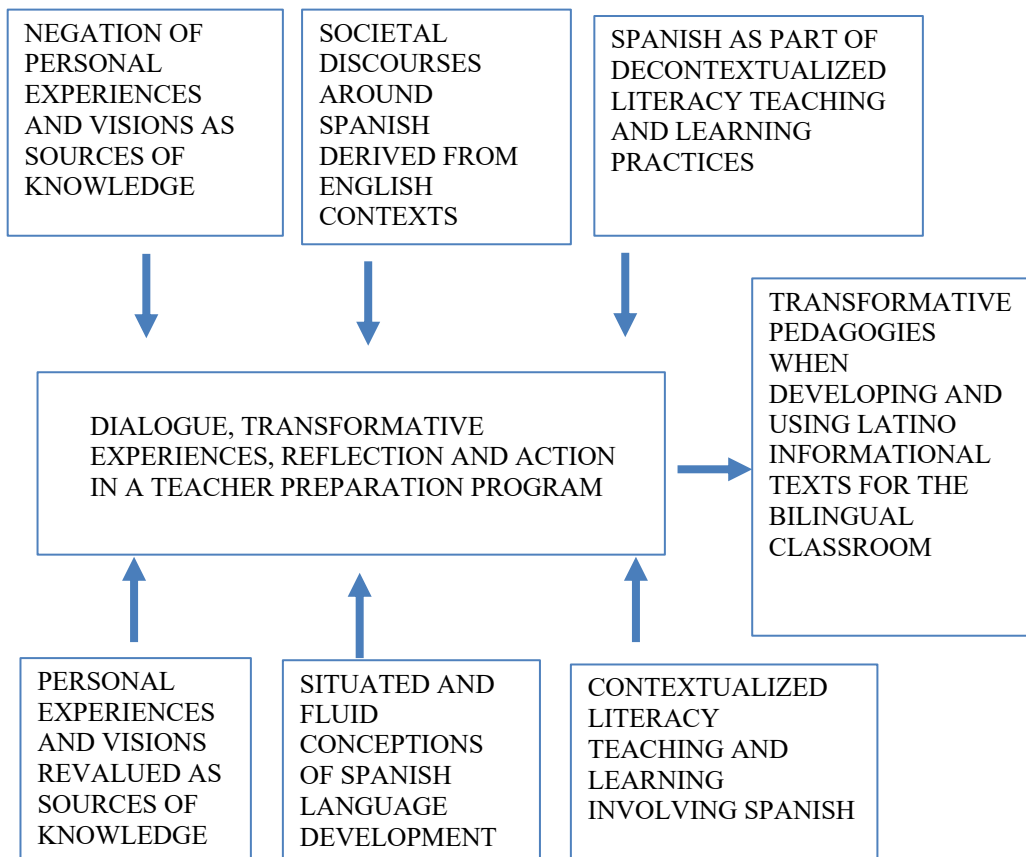 NEGATION OF
PERSONAL
EXPERIENCES
AND VISIONS AS
SOURCES OF
KNOWLEDGE
SOCIETAL
DISCOURSES
AROUND
SPANISH
DERIVED FROM
ENGLISH
CONTEXTS
SPANISH AS PART OF
DECONTEXTUALIZED
LITERACY TEACHING
AND LEARNING
PRACTICES
DIALOGUE, TRANSFORMATIVE
EXPERIENCES, REFLECTION AND ACTION
IN A TEACHER PREPARATION PROGRAM
TRANSFORMATIVE
PEDAGOGIES
WHEN
DEVELOPING AND
USING LATINO
INFORMATIONAL
TEXTS FOR THE
BILINGUAL
CLASSROOM
PERSONAL
EXPERIENCES
AND VISIONS
REVALUED AS
SOURCES OF
KNOWLEDGE
SITUATED AND
FLUID
CONCEPTIONS
OF SPANISH
LANGUAGE
DEVELOPMENT
CONTEXTUALIZED
LITERACY
TEACHING AND
LEARNING
INVOLVING SPANISH